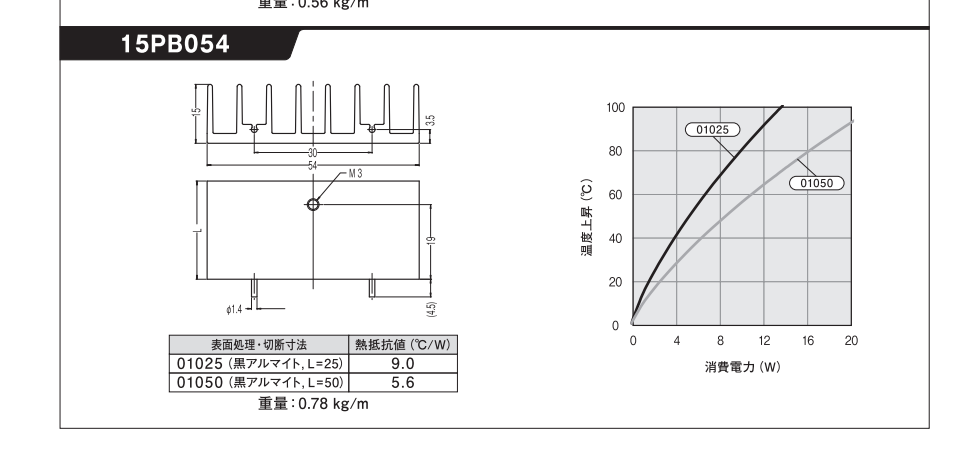 重量：0.56 kg/m
15PB054
15
3.5
30
54
M3
L
19
φ1.4
(4.5)
表面処理・切断寸法 熱抵抗値（℃/W）
01025（黒アルマイト, L=25） 9.0
01050（黒アルマイト, L=50） 5.6
重量：0.78 kg/m
温度上昇（℃）
100
80
60
40
20
0
01025
01050
0 4 8 12 16 20
消費電力（W）